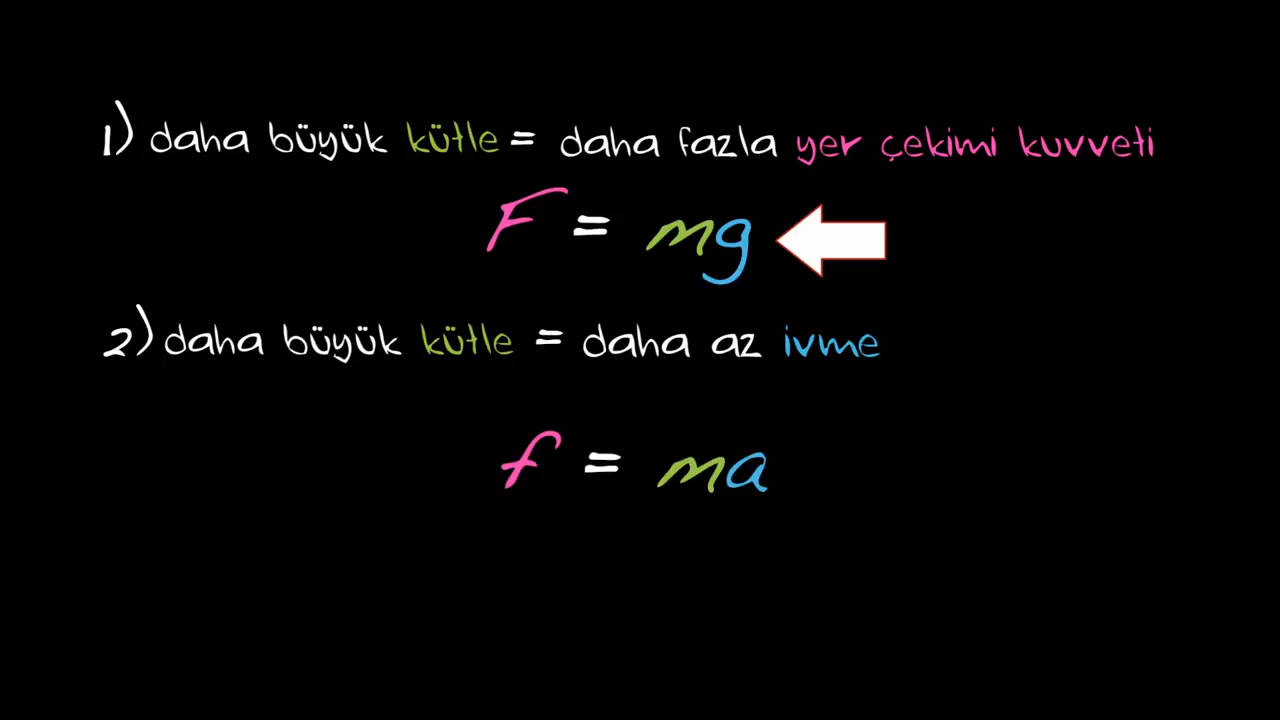 1) daha büyük kütle = daha fazla yer çekimi kuvveti
F = mg
2) daha büyük kütle = daha az ivme
f = ma